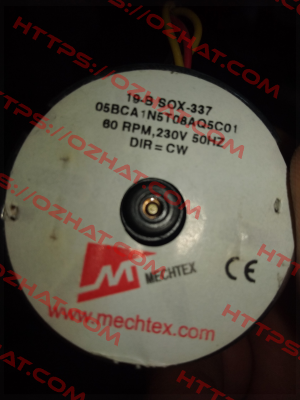 19-B SOX-337
05BCA1N5T08AQ5C01
60 RPM,230V 50HZ
DIR = CW
M
MECHTEX
CE
www.mechtex.com
HTTPS://OZHAT.COM